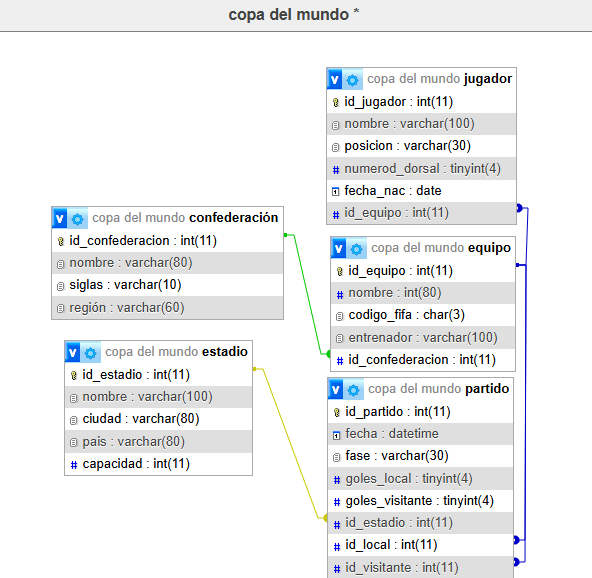 copa del mundo *
copa del mundo jugador
id_jugador : int(11)
nombre : varchar(100)
posicion : varchar(30)
numerod_dorsal : tinyint(4)
fecha_nac : date
id_equipo : int(11)
copa del mundo confederación
id_confederacion : int(11)
nombre : varchar(80)
siglas : varchar(10)
región : varchar(60)
copa del mundo equipo
id_equipo : int(11)
nombre : int(80)
codigo_fifa : char(3)
entrenador : varchar(100)
id_confederacion : int(11)
copa del mundo estadio
id_estadio : int(11)
nombre : varchar(100)
ciudad : varchar(80)
pais : varchar(80)
capacidad : int(11)
copa del mundo partido
id_partido : int(11)
fecha : datetime
fase : varchar(30)
goles_local : tinyint(4)
goles_visitante : tinyint(4)
id_estadio : int(11)
id_local : int(11)
id_visitante : int(11)